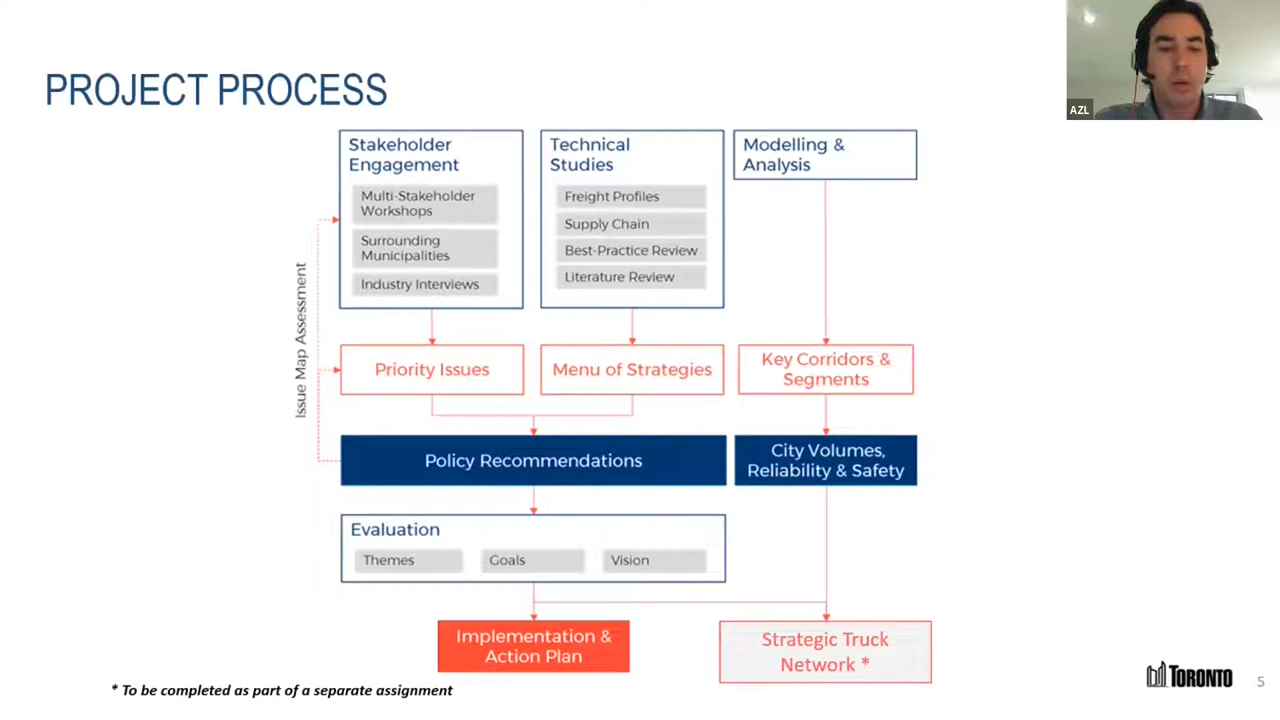 AZL
PROJECT PROCESS
Stakeholder
Engagement
Multi-Stakeholder
Workshops
Surrounding
Municipalities
Industry Interviews
Technical
Studies
Freight Profiles
Supply Chain
Best-Practice Review
Literature Review
Modelling &
Analysis
Issue Map Assessment
Priority Issues
Menu of Strategies
Key Corridors &
Segments
Policy Recommendations
City Volumes,
Reliability & Safety
Evaluation
Themes
Goals
Vision
Implementation &
Action Plan
Strategic Truck
Network *
* To be completed as part of a separate assignment
TORONTO
5